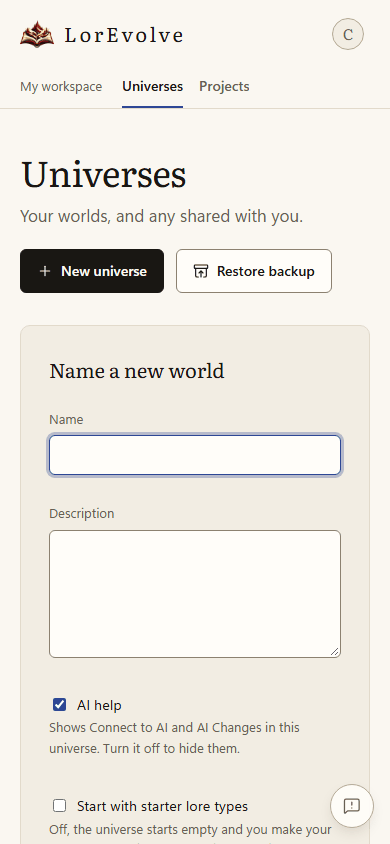 LorEvolve
C
My workspace
Universes
Projects
Universes
Your worlds, and any shared with you.
New universe
Restore backup
Name a new world
Name
Description
AI help
Shows Connect to AI and AI Changes in this
universe. Turn it off to hide them.
Start with starter lore types
Off, the universe starts empty and you make your